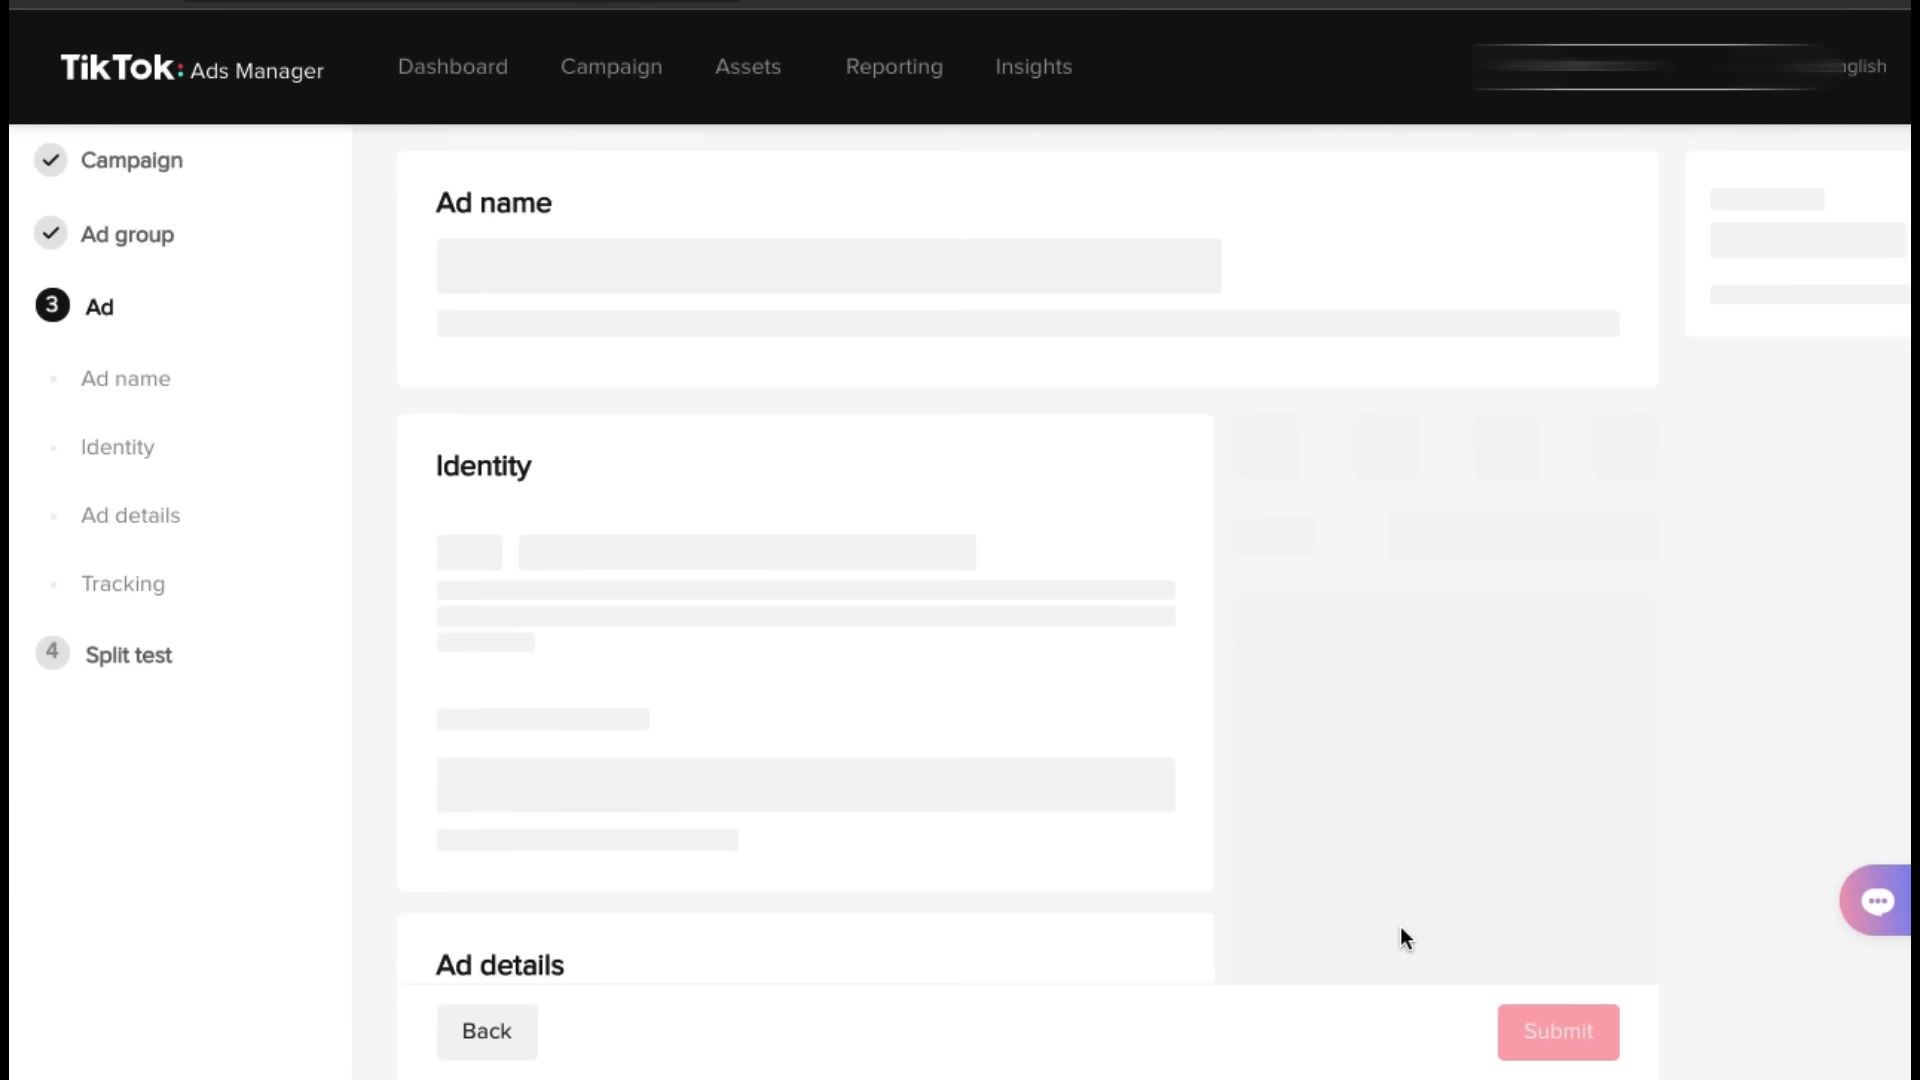 TikTok: Ads Manager
Dashboard
Campaign
Assets
Reporting
Insights
nglish
Campaign
Ad group
3 Ad
Ad name
Identity
Ad details
Tracking
4 Split test
Ad name
Identity
Ad details
Back
Submit